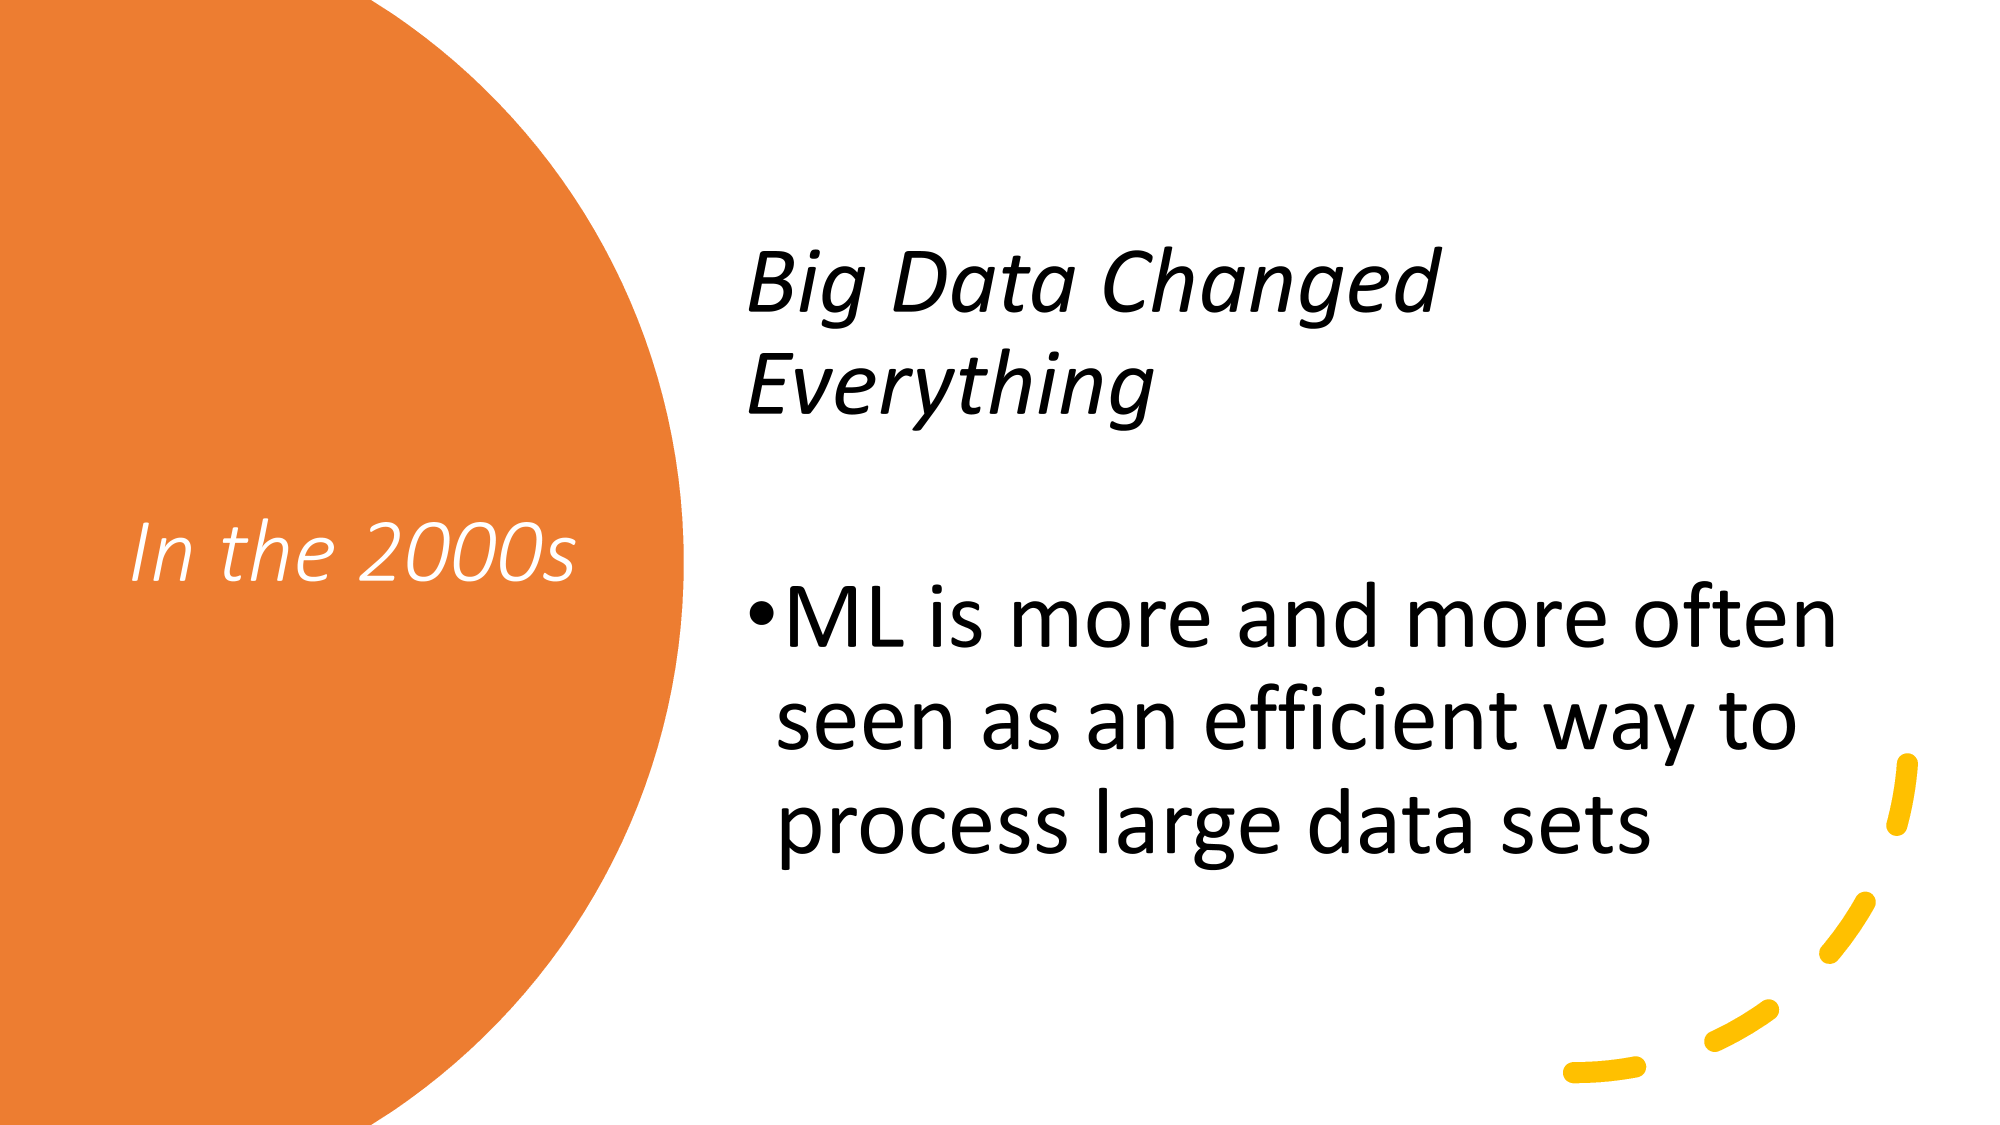 In the 2000s
Big Data Changed
Everything
•ML is more and more often
seen as an efficient way to
process large data sets